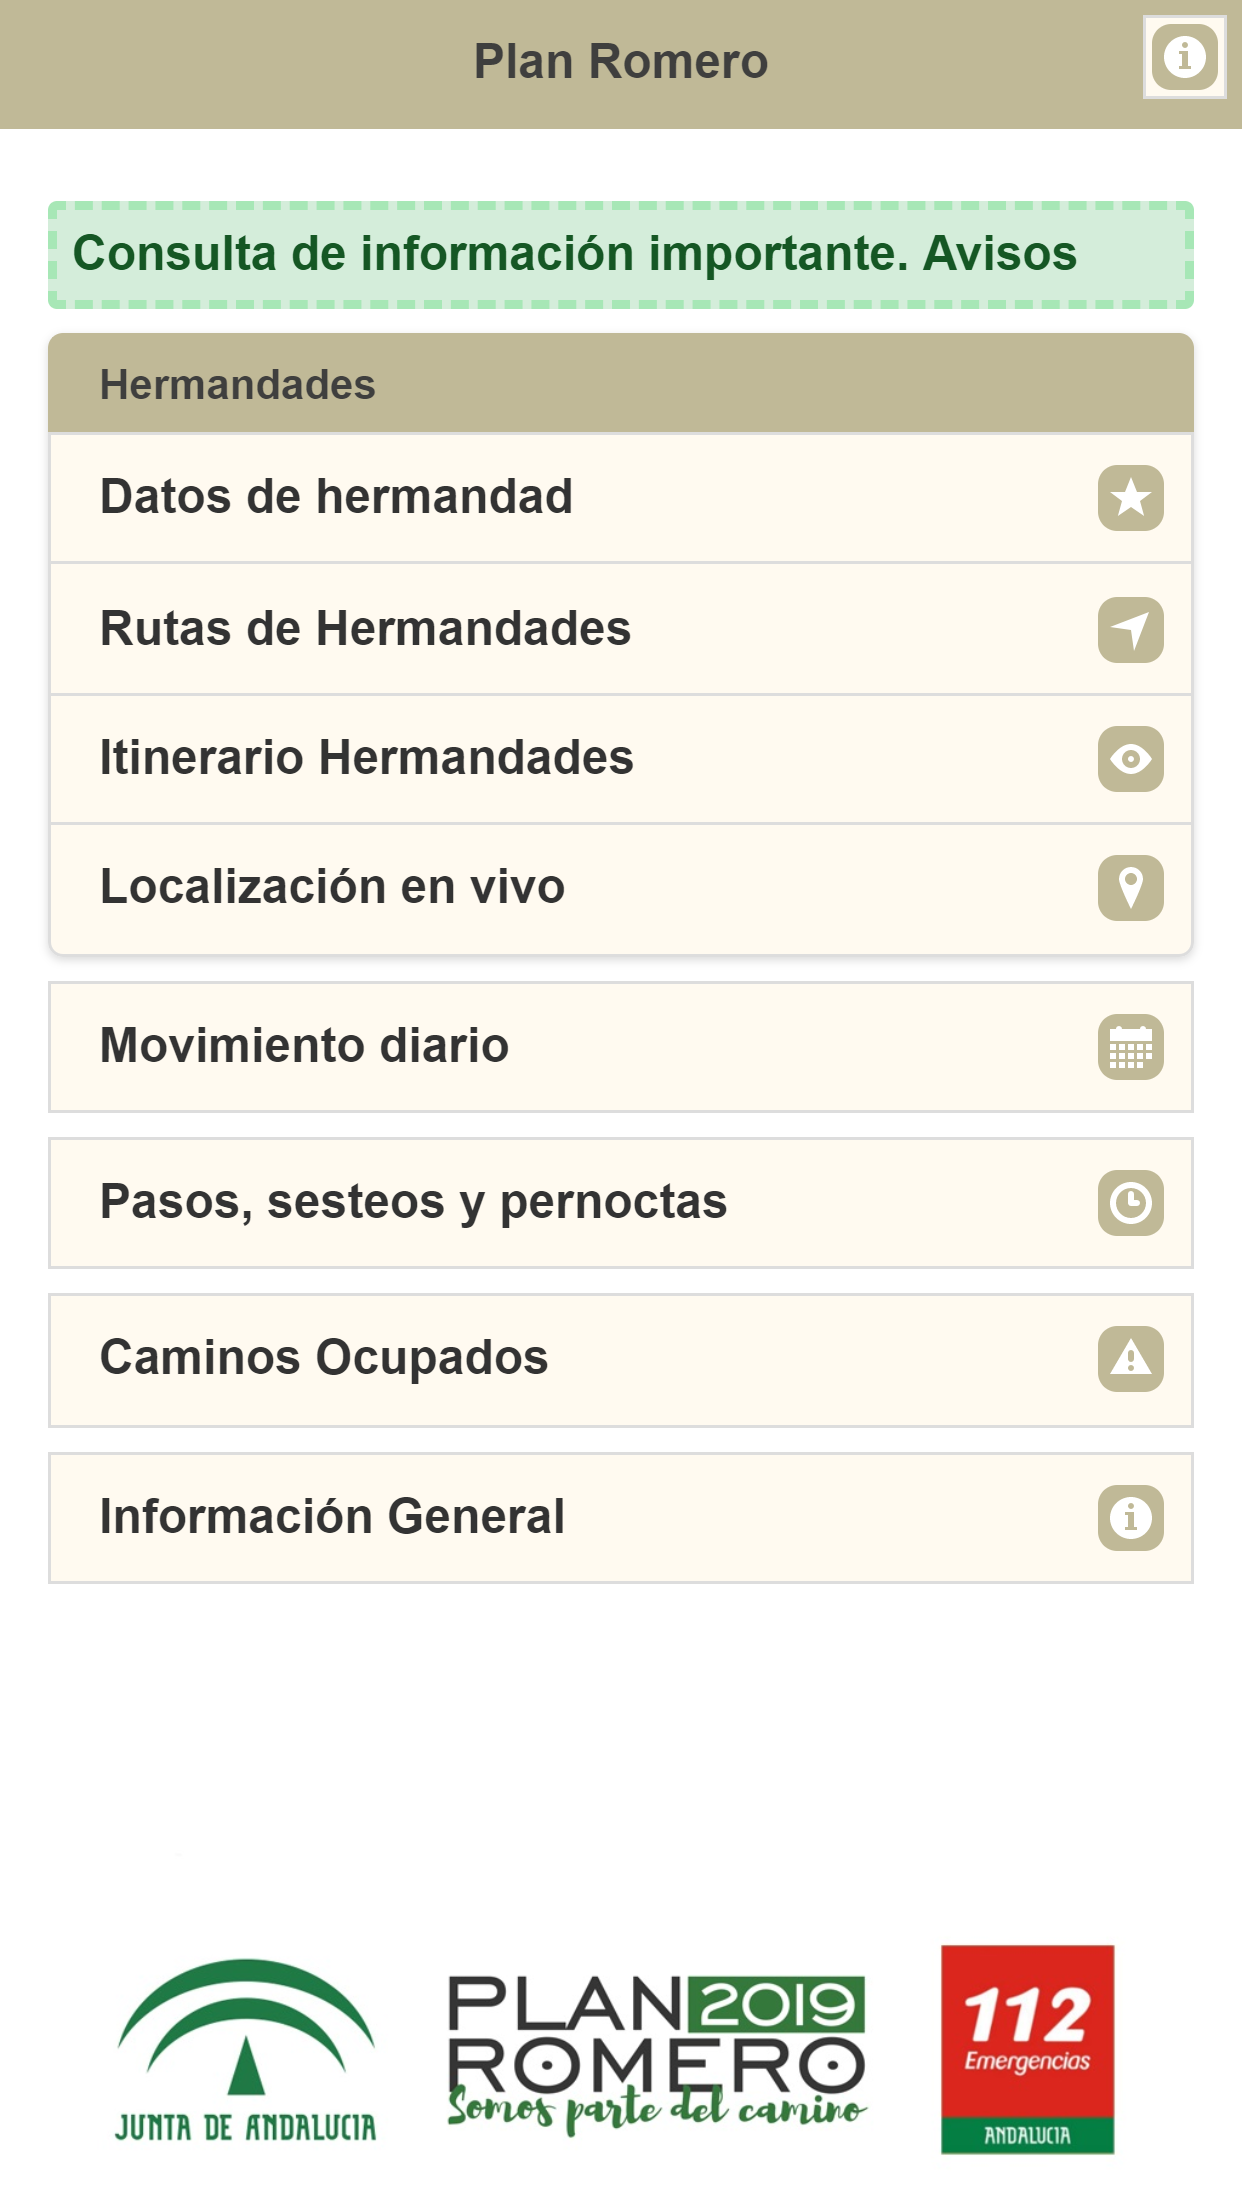 Plan Romero
Consulta de información importante. Avisos
Hermandades
Datos de hermandad
Rutas de Hermandades
Itinerario Hermandades
Localización en vivo
Movimiento diario
Pasos, sesteos y pernoctas
Caminos Ocupados
Información General
JUNTA DE ANDALUCIA
PLAN 2019
ROMERO
Somos parte del camino
112
Emergencias
ANDALUCIA